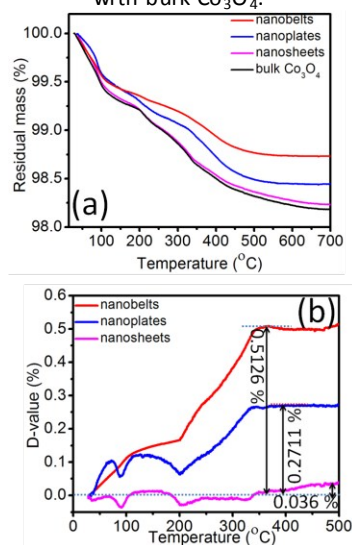 with bulk Co₃O₄.
100.0
99.5
99.0
98.5
98.0
Residual mass (%)
nanobelts
nanoplates
nanosheets
bulk Co₃O₄
(a)
0 100 200 300 400 500 600 700
Temperature (°C)
0.6
0.5
0.4
0.3
0.2
0.1
0.0
D-value (%)
nanobelts
nanoplates
nanosheets
(b)
0.5126 %
0.2711 %
0.036 %
0 100 200 300 400 500
Temperature (°C)